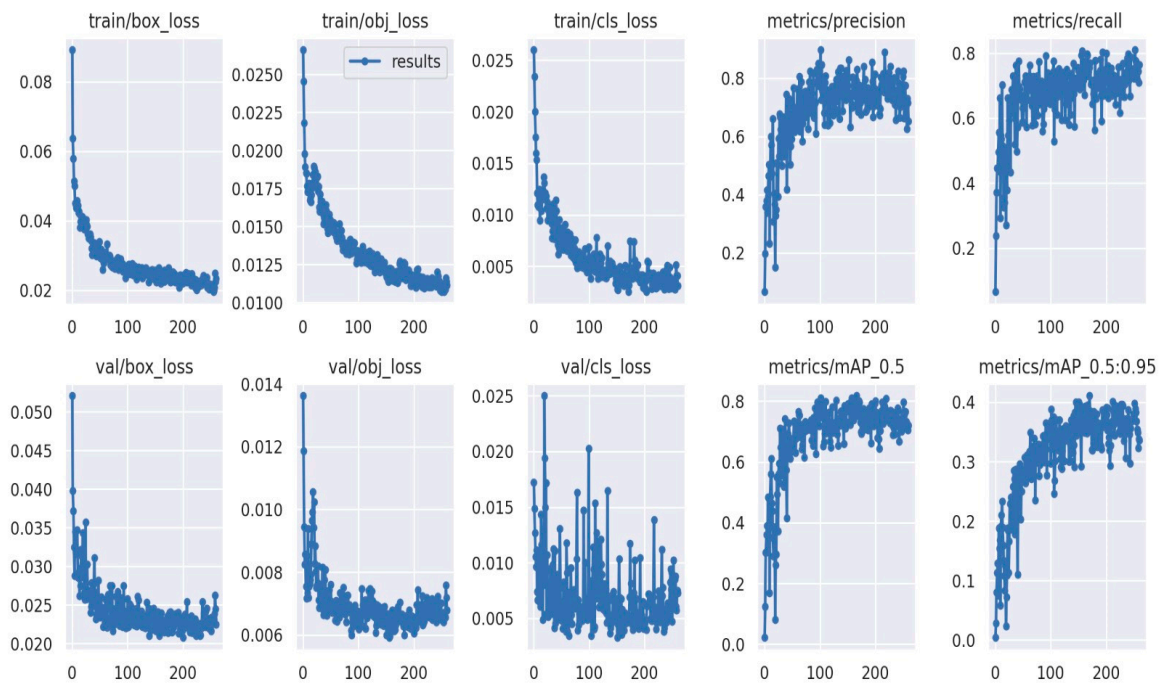 train/box_loss
train/obj_loss
train/cls_loss
metrics/precision
metrics/recall
results
0.08
0.06
0.04
0.02
0.0250
0.0225
0.0200
0.0175
0.0150
0.0125
0.0100
0.025
0.020
0.015
0.010
0.005
0.8
0.6
0.4
0.2
0.8
0.6
0.4
0.2
0 100 200
0 100 200
0 100 200
0 100 200
0 100 200
val/box_loss
val/obj_loss
val/cls_loss
metrics/mAP_0.5
metrics/mAP_0.5:0.95
0.050
0.045
0.040
0.035
0.030
0.025
0.020
0.014
0.012
0.010
0.008
0.006
0.025
0.020
0.015
0.010
0.005
0.8
0.6
0.4
0.2
0.0
0.4
0.3
0.2
0.1
0.0
0 100 200
0 100 200
0 100 200
0 100 200
0 100 200